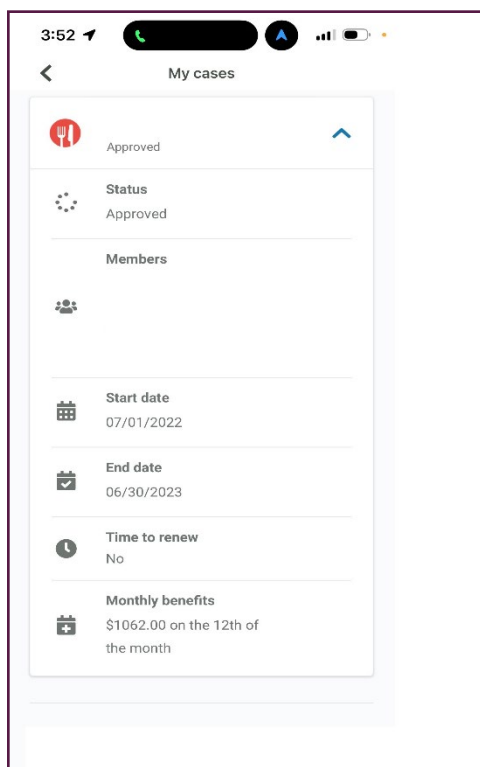 3:52
My cases
Approved
Status
Approved
Members
Start date
07/01/2022
End date
06/30/2023
Time to renew
No
Monthly benefits
$1062.00 on the 12th of
the month